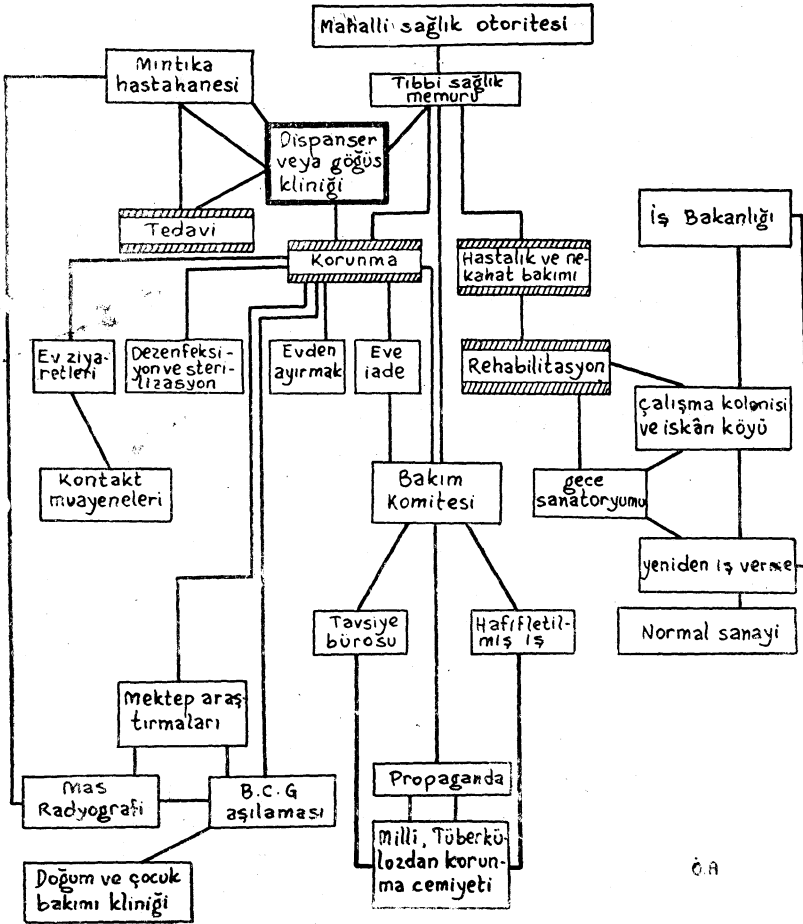 Mahalli sağlık otoritesi
Mıntıka
hastahanesi
Tıbbi sağlık
memuru
Dispanser
veya göğüs
kliniği
Tedavi
İş Bakanlığı
Korunma
Hastalık ve ne-
kahat bakımı
Ev ziya-
retleri
Dezenfeksi-
yon ve steri-
lizasyon
Evden
ayırmak
Eve
iade
Rehabilitasyon
Çalışma kolonisi
ve iskân köyü
Kontakt
muayeneleri
Bakım
Komitesi
gece
sanatoryumu
yeniden iş verme
Tavsiye
bürosu
Hafifletil-
miş iş
Normal sanayi
Mektep araş-
tırmaları
Mas
Radyografi
B.C.G
aşılaması
Propaganda
Milli, Tüberkü-
lozdan korun-
ma cemiyeti
Doğum ve çocuk
bakımı kliniği
Ö.A